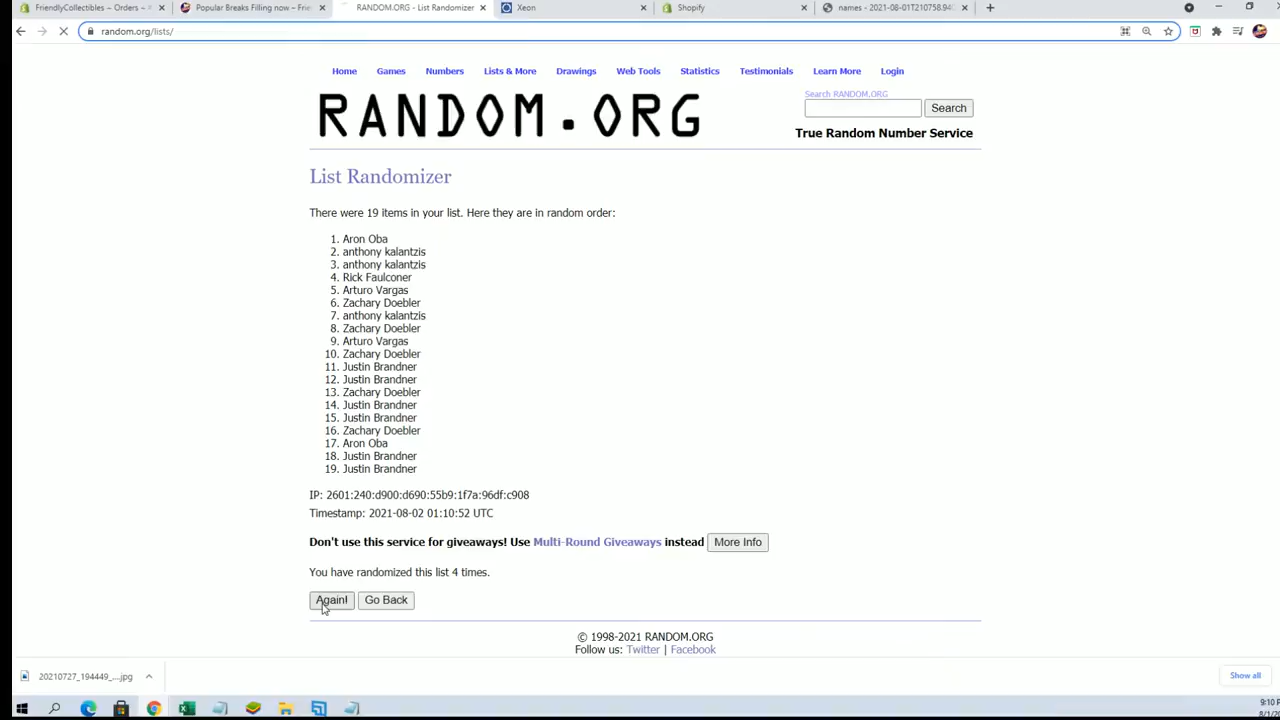 FriendlyCollectibles ~ Orders ~
Popular Breaks Filling now – Frie
RANDOM.ORG - List Randomizer
Xeon
Shopify
names - 2021-08-01T210758.94
random.org/lists/
Home Games Numbers Lists & More Drawings Web Tools Statistics Testimonials Learn More Login
RANDOM.ORG
Search RANDOM.ORG
Search
True Random Number Service
List Randomizer
There were 19 items in your list. Here they are in random order:
1. Aron Oba
2. anthony kalantzis
3. anthony kalantzis
4. Rick Faulconer
5. Arturo Vargas
6. Zachary Doebler
7. anthony kalantzis
8. Zachary Doebler
9. Arturo Vargas
10. Zachary Doebler
11. Justin Brandner
12. Justin Brandner
13. Zachary Doebler
14. Justin Brandner
15. Justin Brandner
16. Zachary Doebler
17. Aron Oba
18. Justin Brandner
19. Justin Brandner
IP: 2601:240:d900:d690:55b9:1f7a:96df:c908
Timestamp: 2021-08-02 01:10:52 UTC
Don't use this service for giveaways! Use Multi-Round Giveaways instead More Info
You have randomized this list 4 times.
Again! Go Back
© 1998-2021 RANDOM.ORG
Follow us: Twitter | Facebook
20210727_194449_....jpg
Show all
9:10
8/1/